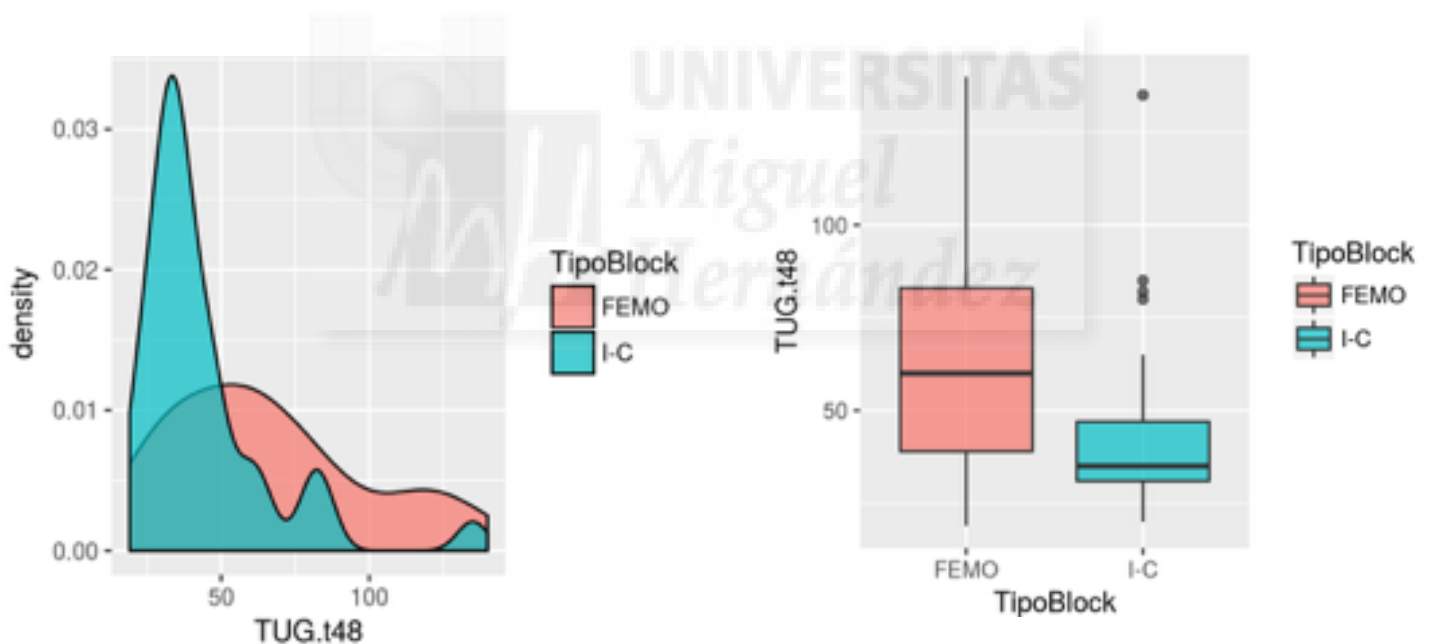 UNIVERSITAS
Miguel
Hernández
density
0.03
0.02
0.01
0.00
50
100
TUG.t48
TipoBlock
FEMO
I-C
TUG.t48
100
50
FEMO
I-C
TipoBlock
TipoBlock
FEMO
I-C